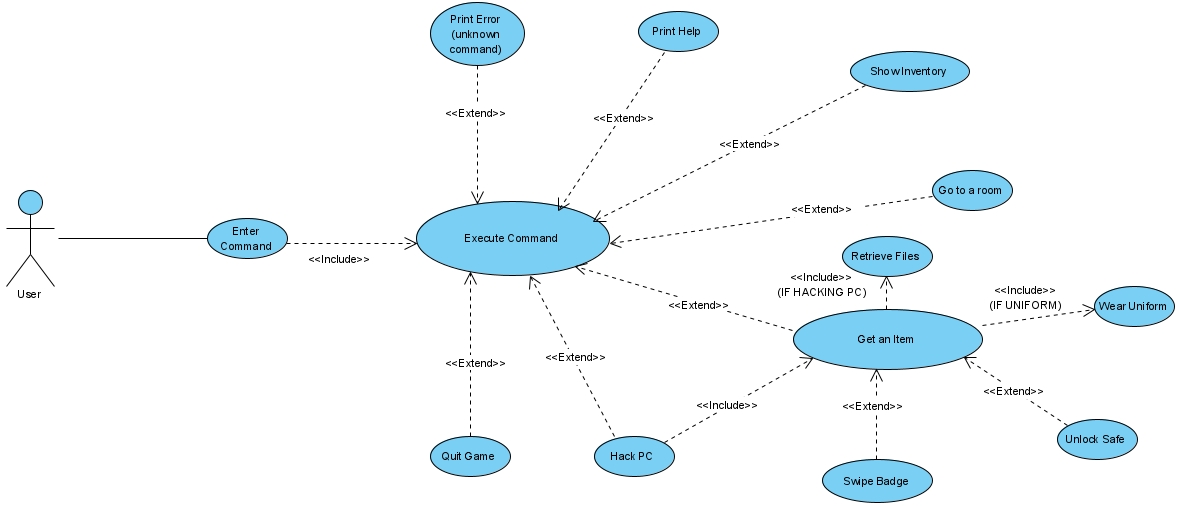 Print Error
(unknown
command)
Print Help
Show Inventory
<<Extend>>
<<Extend>>
<<Extend>>
Go to a room
<<Extend>>
Enter
Command
Execute Command
<<Include>>
Retrieve Files
<<Include>>
(IF HACKING PC)
<<Include>>
(IF UNIFORM)
User
<<Extend>>
Wear Uniform
Get an Item
<<Extend>>
<<Extend>>
<<Include>>
<<Extend>>
<<Extend>>
Unlock Safe
Quit Game
Hack PC
Swipe Badge